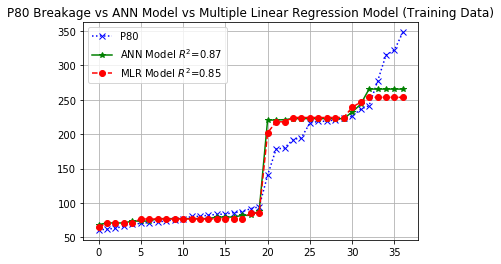 P80 Breakage vs ANN Model vs Multiple Linear Regression Model (Training Data)
P80
ANN Model R²=0.87
MLR Model R²=0.85
350
300
250
200
150
100
50
0 5 10 15 20 25 30 35